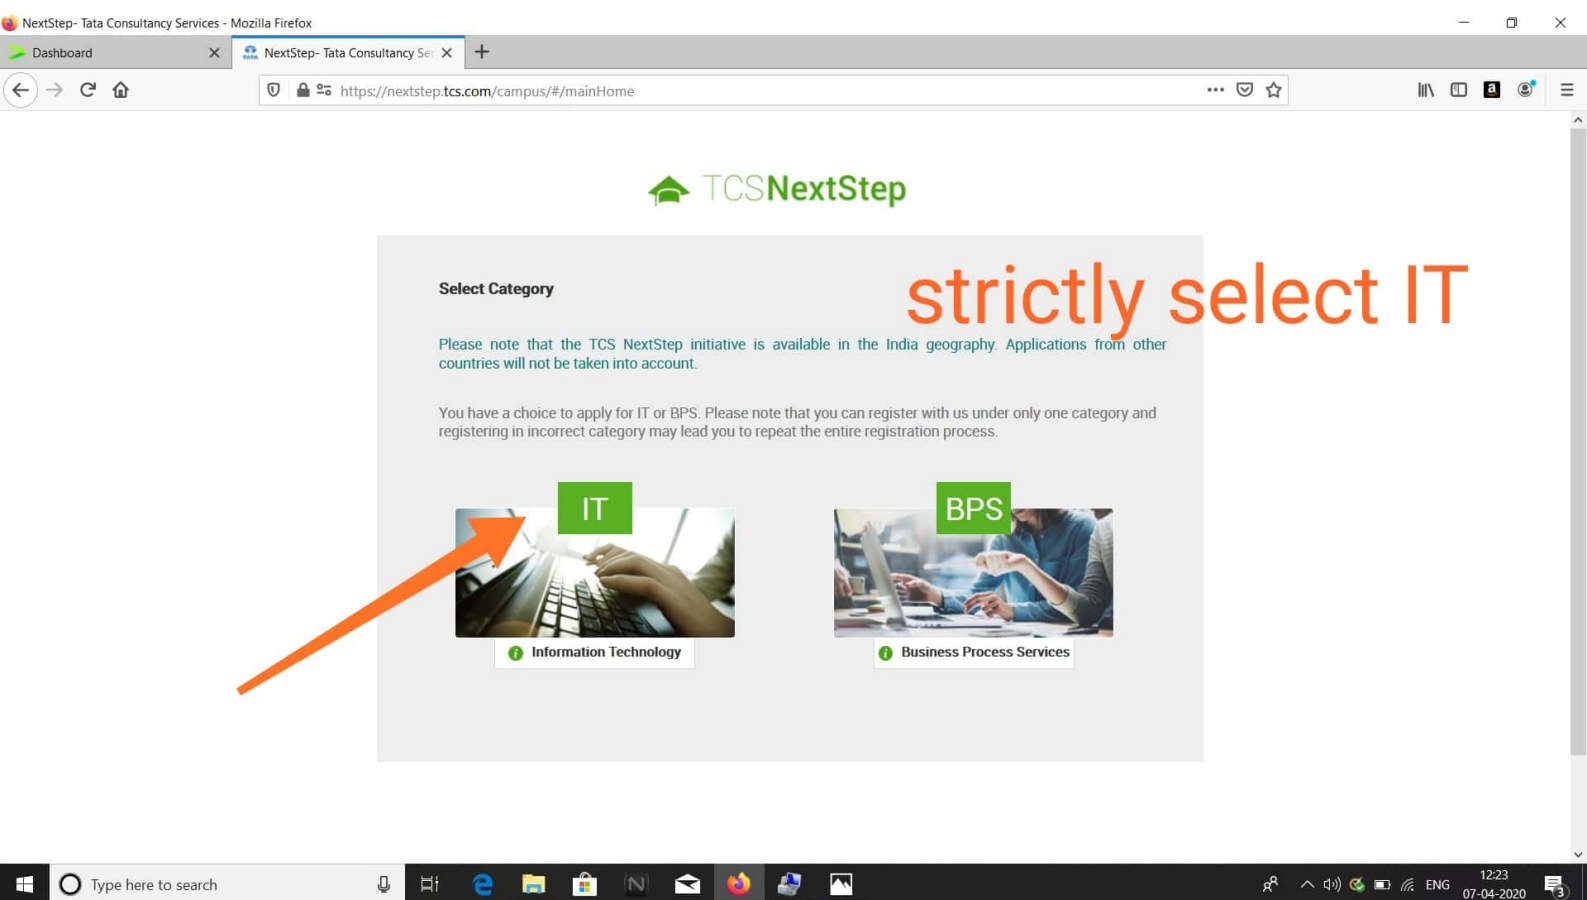 NextStep- Tata Consultancy Services - Mozilla Firefox
Dashboard
NextStep- Tata Consultancy Ser
https://nextstep.tcs.com/campus/#/mainHome
TCSNextStep
strictly select IT
Select Category
Please note that the TCS NextStep initiative is available in the India geography. Applications from other
countries will not be taken into account.
You have a choice to apply for IT or BPS. Please note that you can register with us under only one category and
registering in incorrect category may lead you to repeat the entire registration process.
IT
BPS
Information Technology
Business Process Services
Type here to search
ENG
12:23
07-04-2020
3